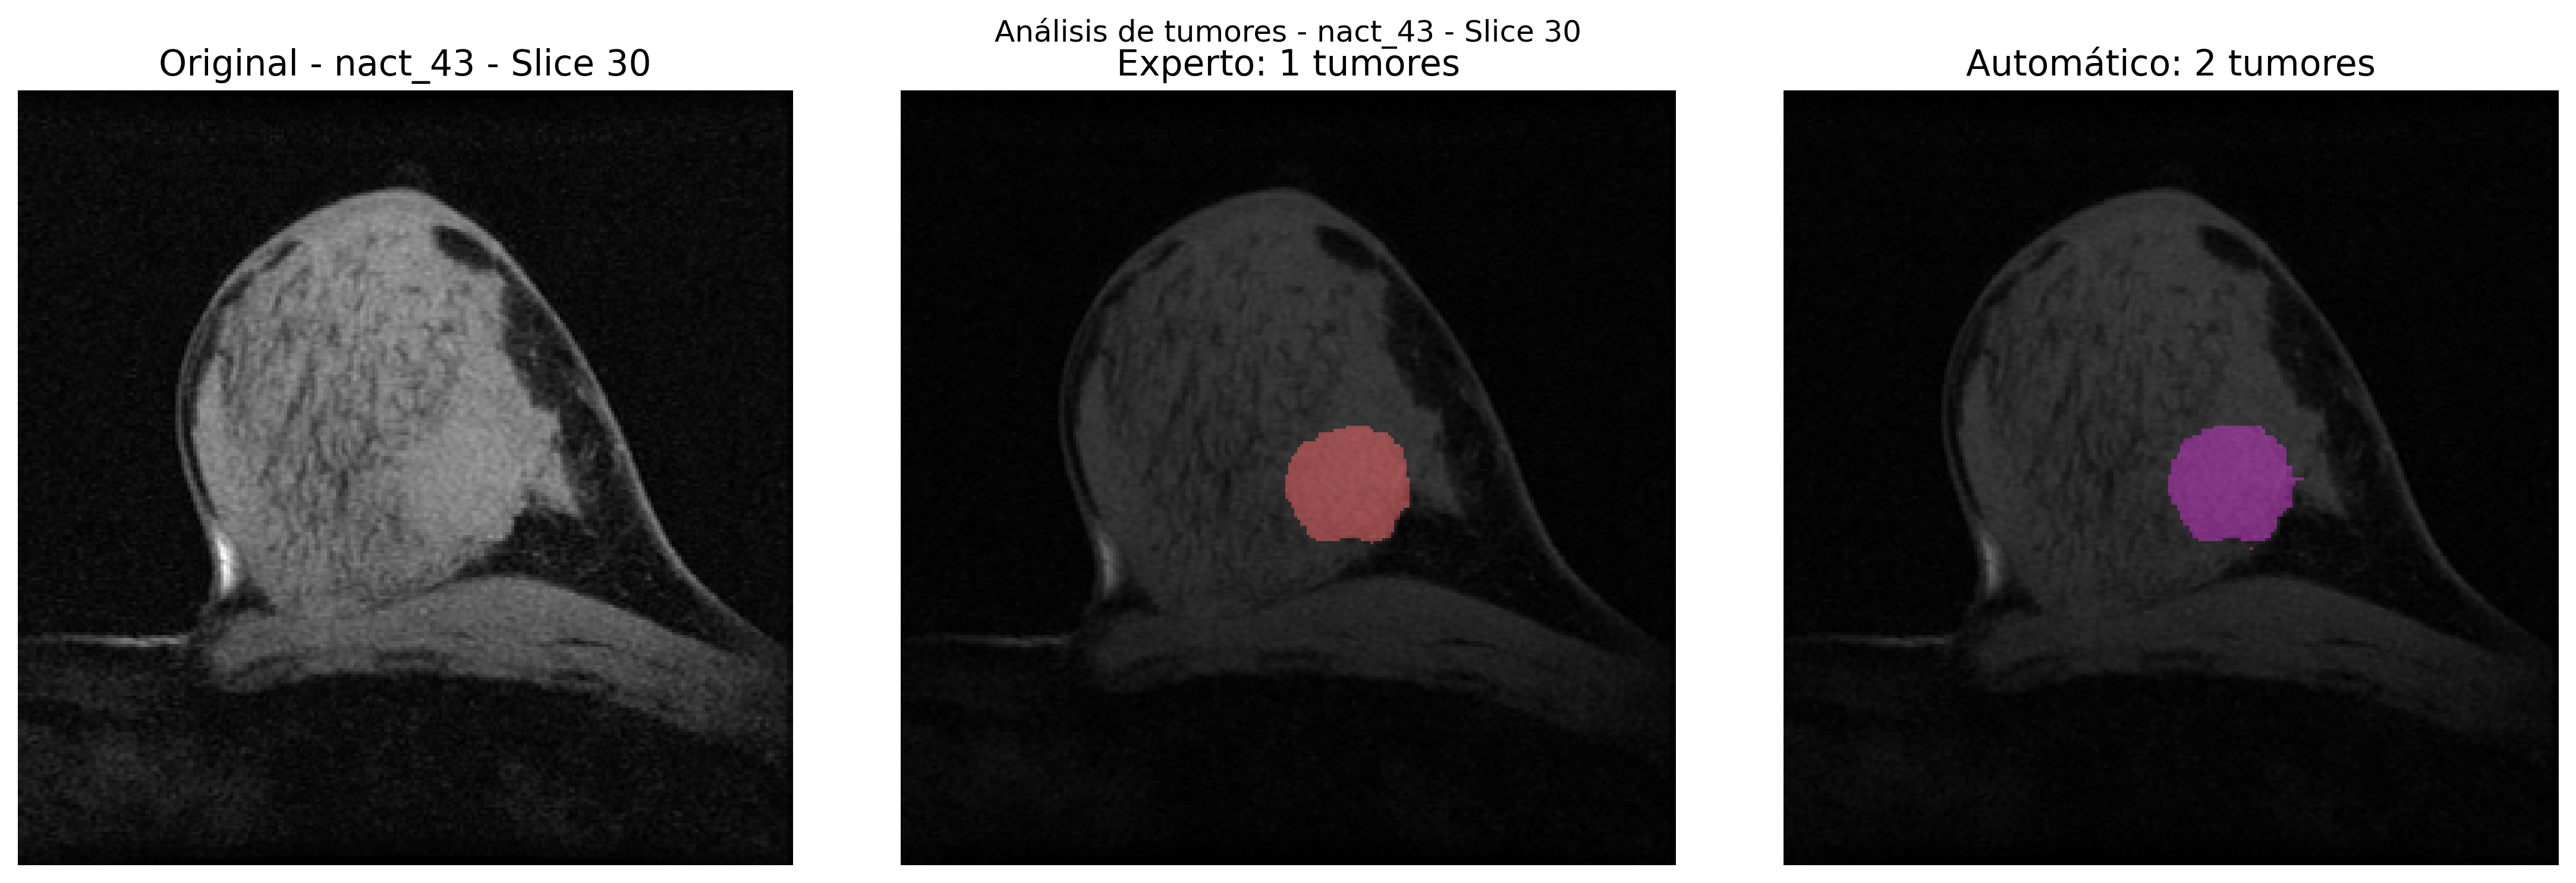 Análisis de tumores - nact_43 - Slice 30
Original - nact_43 - Slice 30
Experto: 1 tumores
Automático: 2 tumores